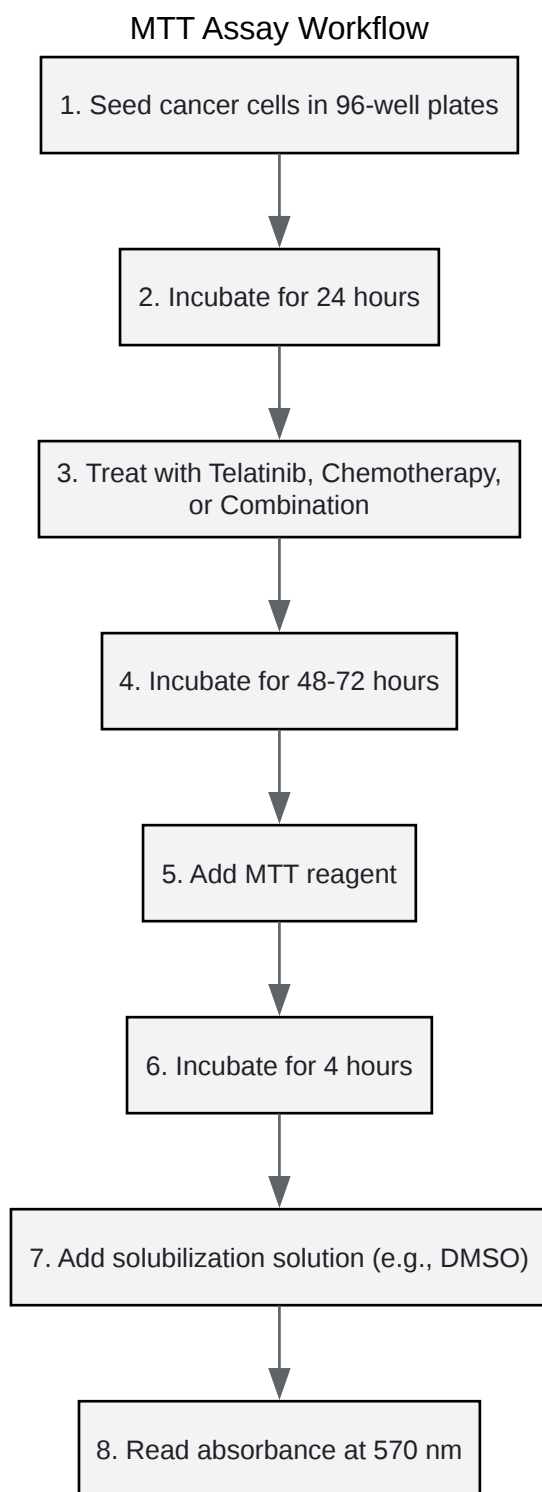 MTT Assay Workflow
1. Seed cancer cells in 96-well plates
2. Incubate for 24 hours
3. Treat with Telatinib, Chemotherapy,
or Combination
4. Incubate for 48-72 hours
5. Add MTT reagent
6. Incubate for 4 hours
7. Add solubilization solution (e.g., DMSO)
8. Read absorbance at 570 nm